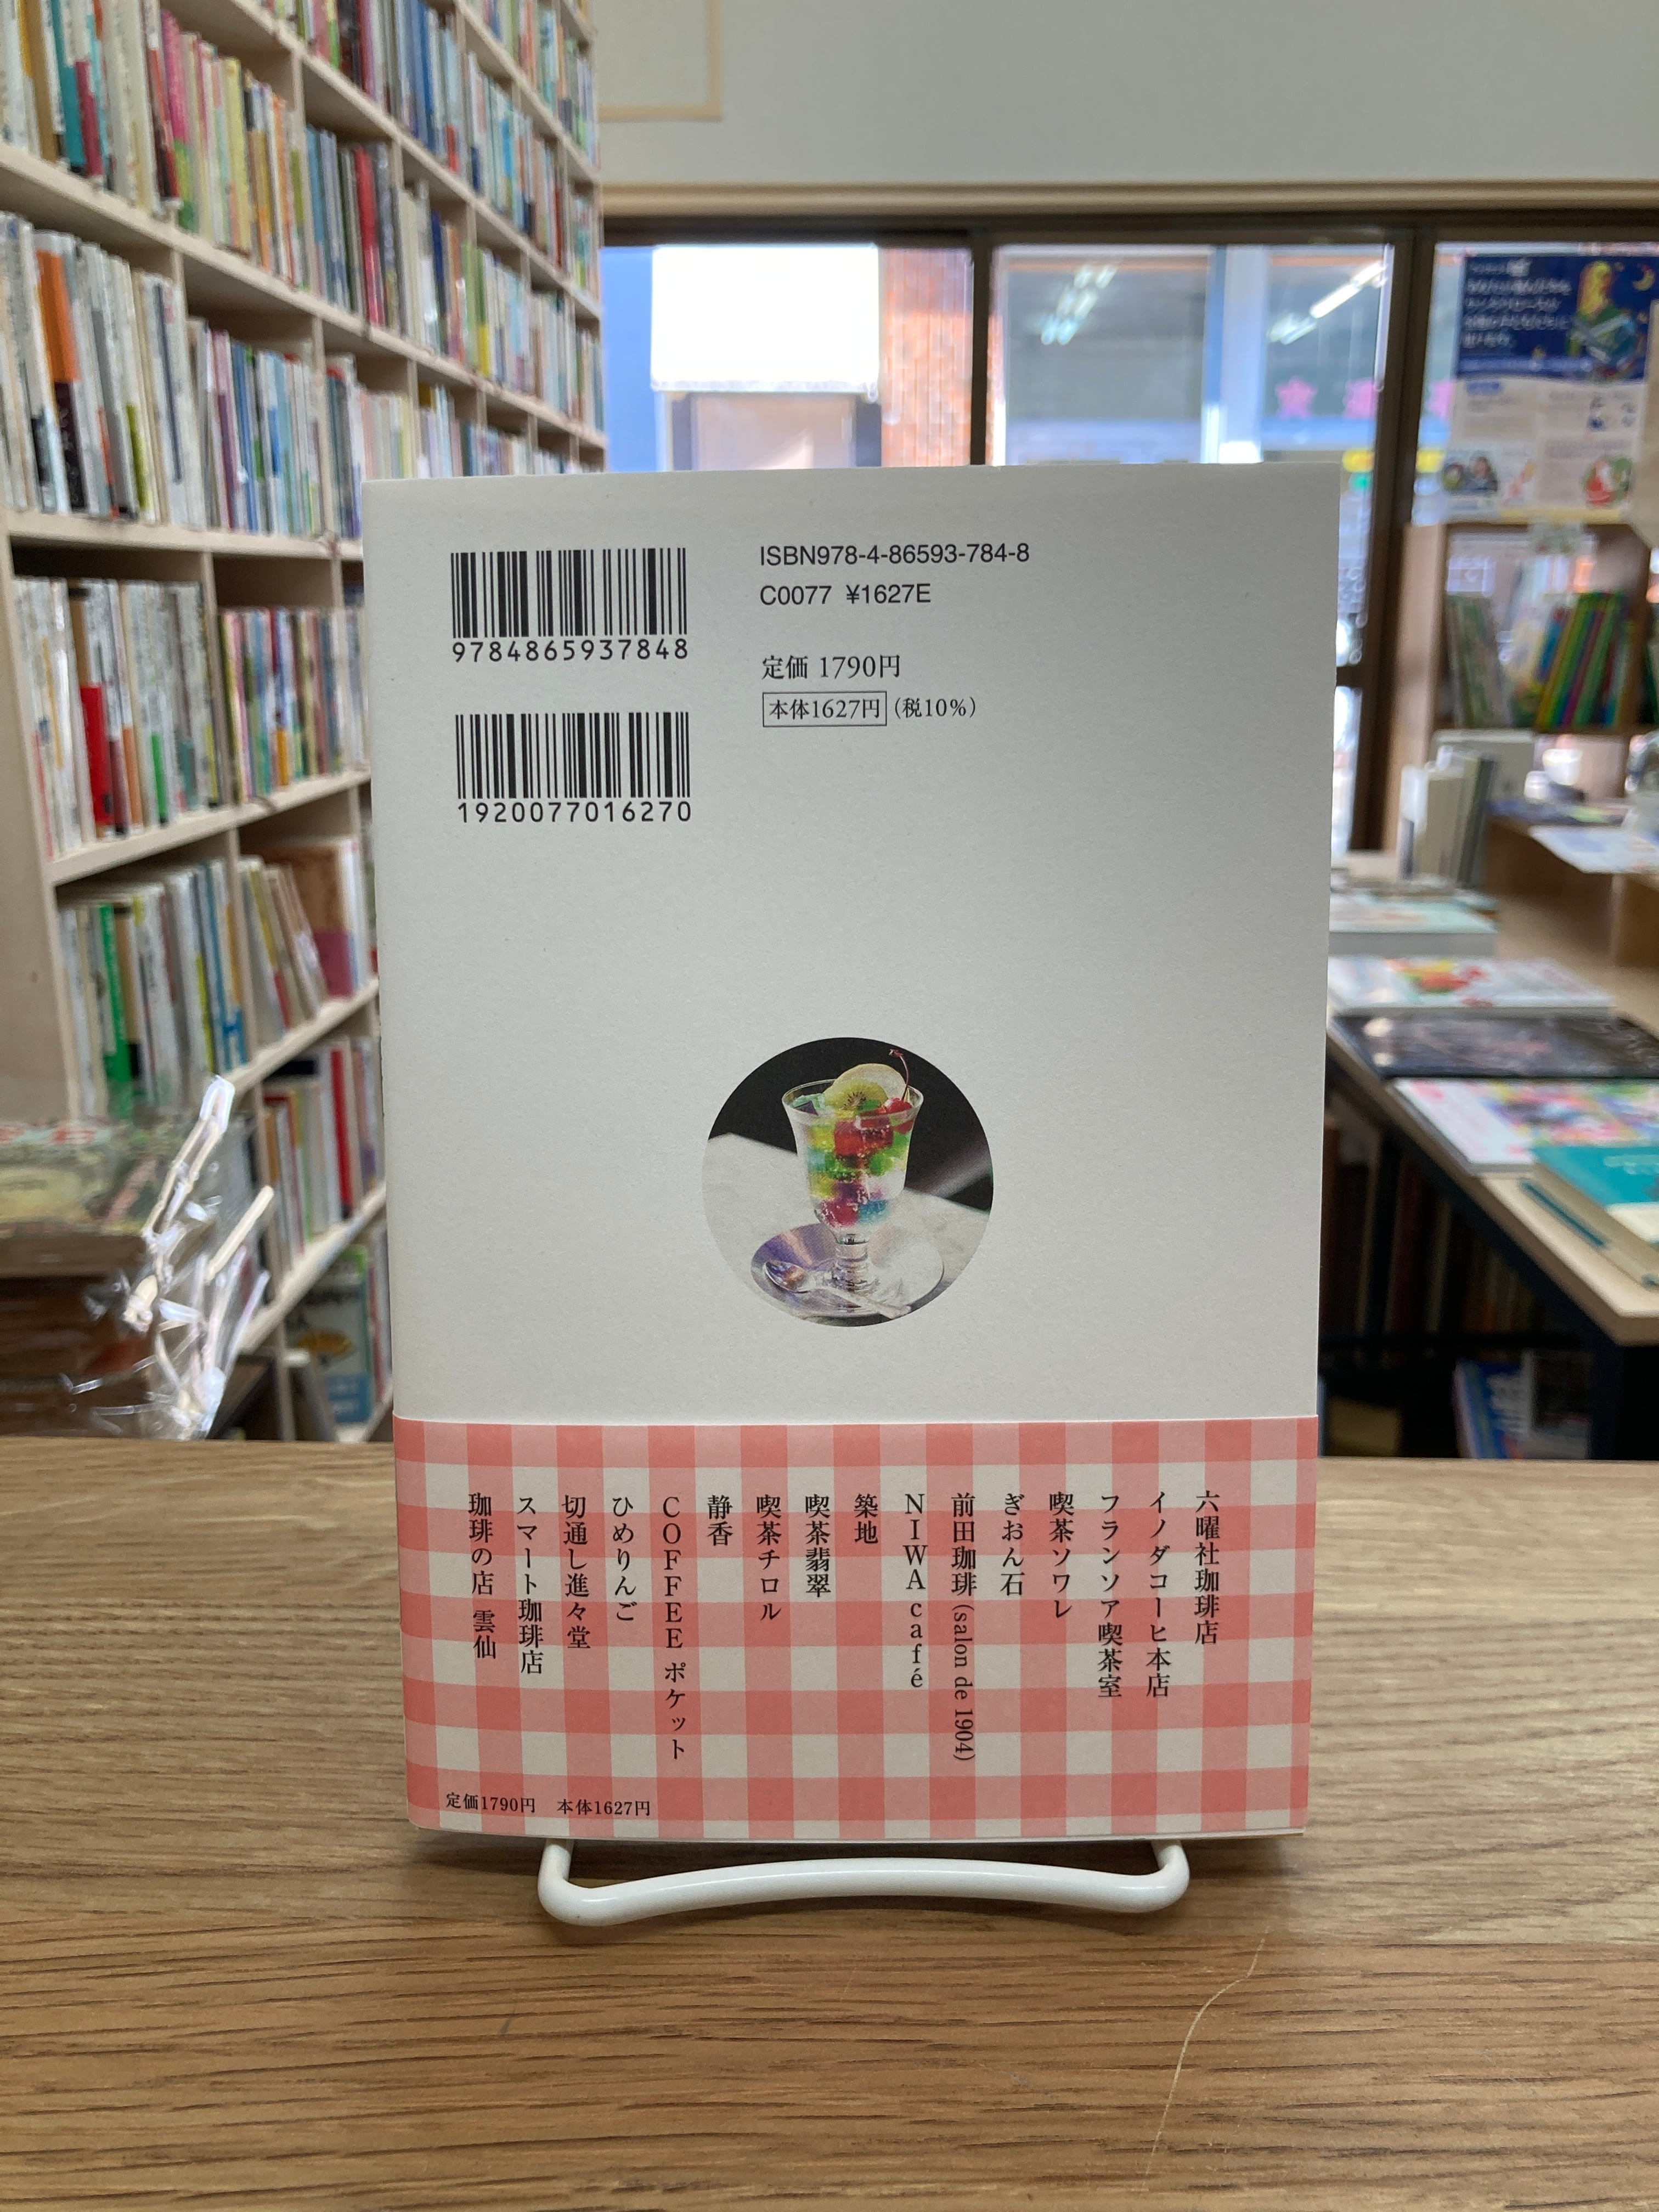 ISBN978-4-86593-784-8
C0077 ¥1627E
9784865937848
定価 1790円
本体1627円 (税10%)
1920077016270
六曜社珈琲店
イノダコーヒ本店
フランソア喫茶室
喫茶ソワレ
ぎおん石
前田珈琲 (salon de 1904)
NIWA café
築地
喫茶翡翠
喫茶チロル
静香
COFFEE ポケット
ひめりんご
切通し進々堂
スマート珈琲店
珈琲の店 雲仙
定価1790円 本体1627円